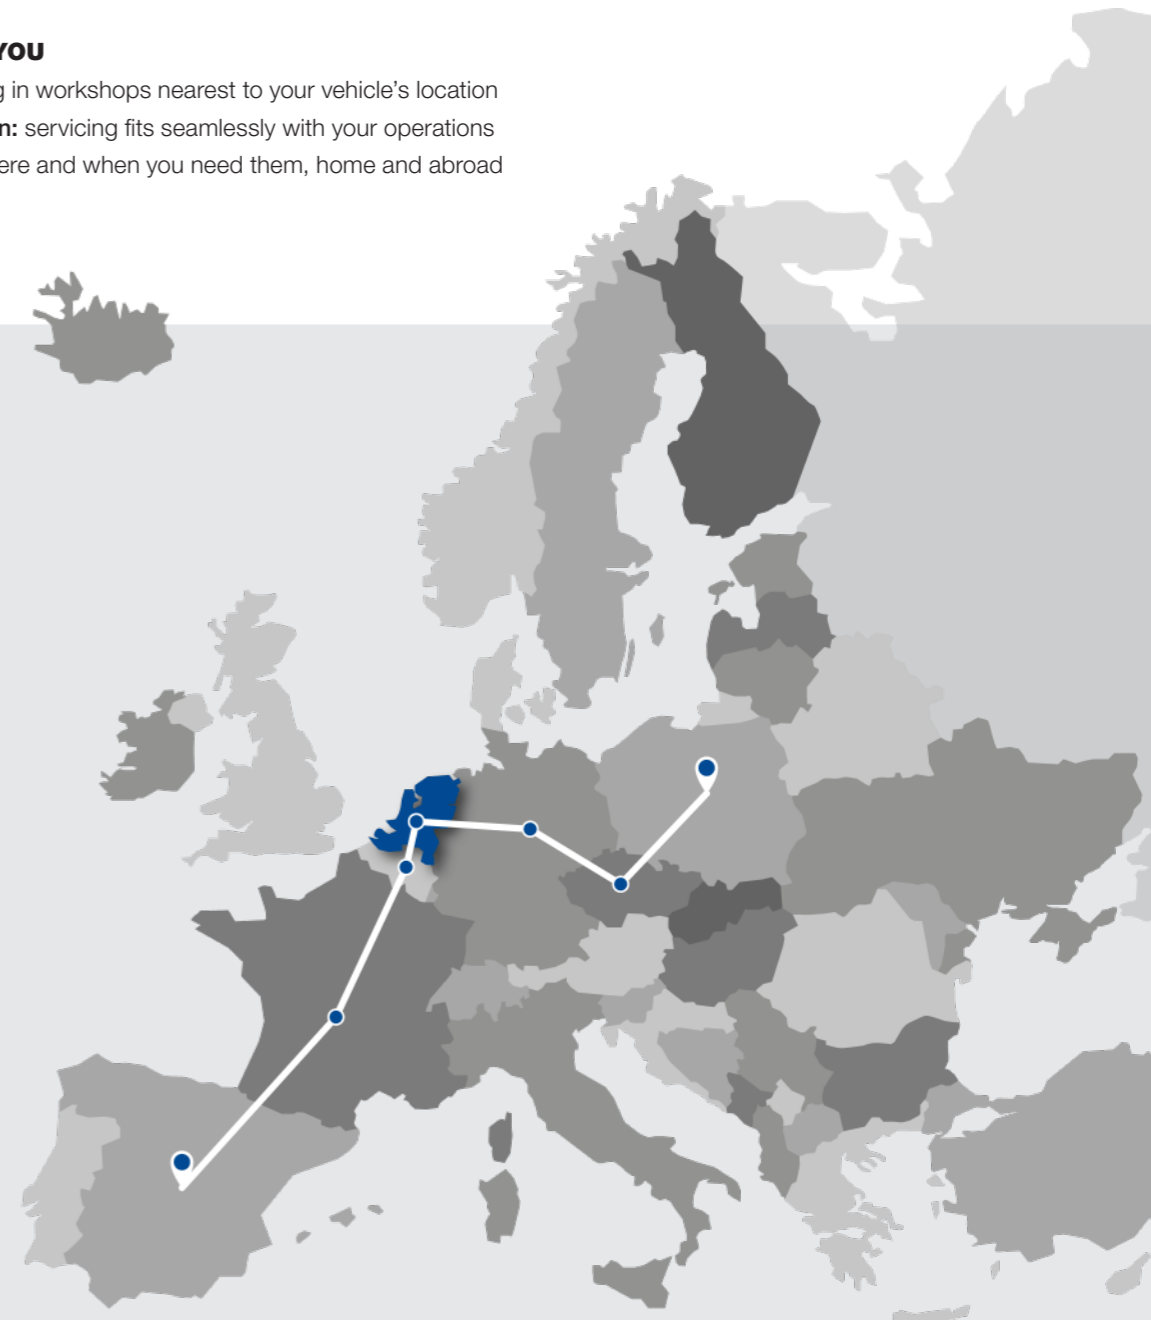 YOU
g in workshops nearest to your vehicle's location
n: servicing fits seamlessly with your operations
ere and when you need them, home and abroad